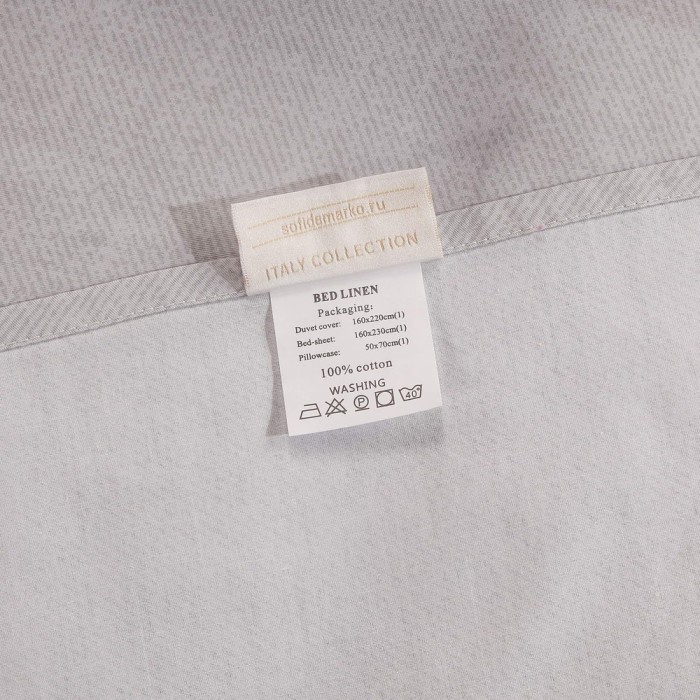 solidemarko.ru
ITALY COLLECTION
BED LINEN
Packaging:
Duvet cover: 160x220cm(1)
Bed-sheet: 160x230cm(1)
Pillowcase: 50x70cm(1)
100% cotton
WASHING
P 40°